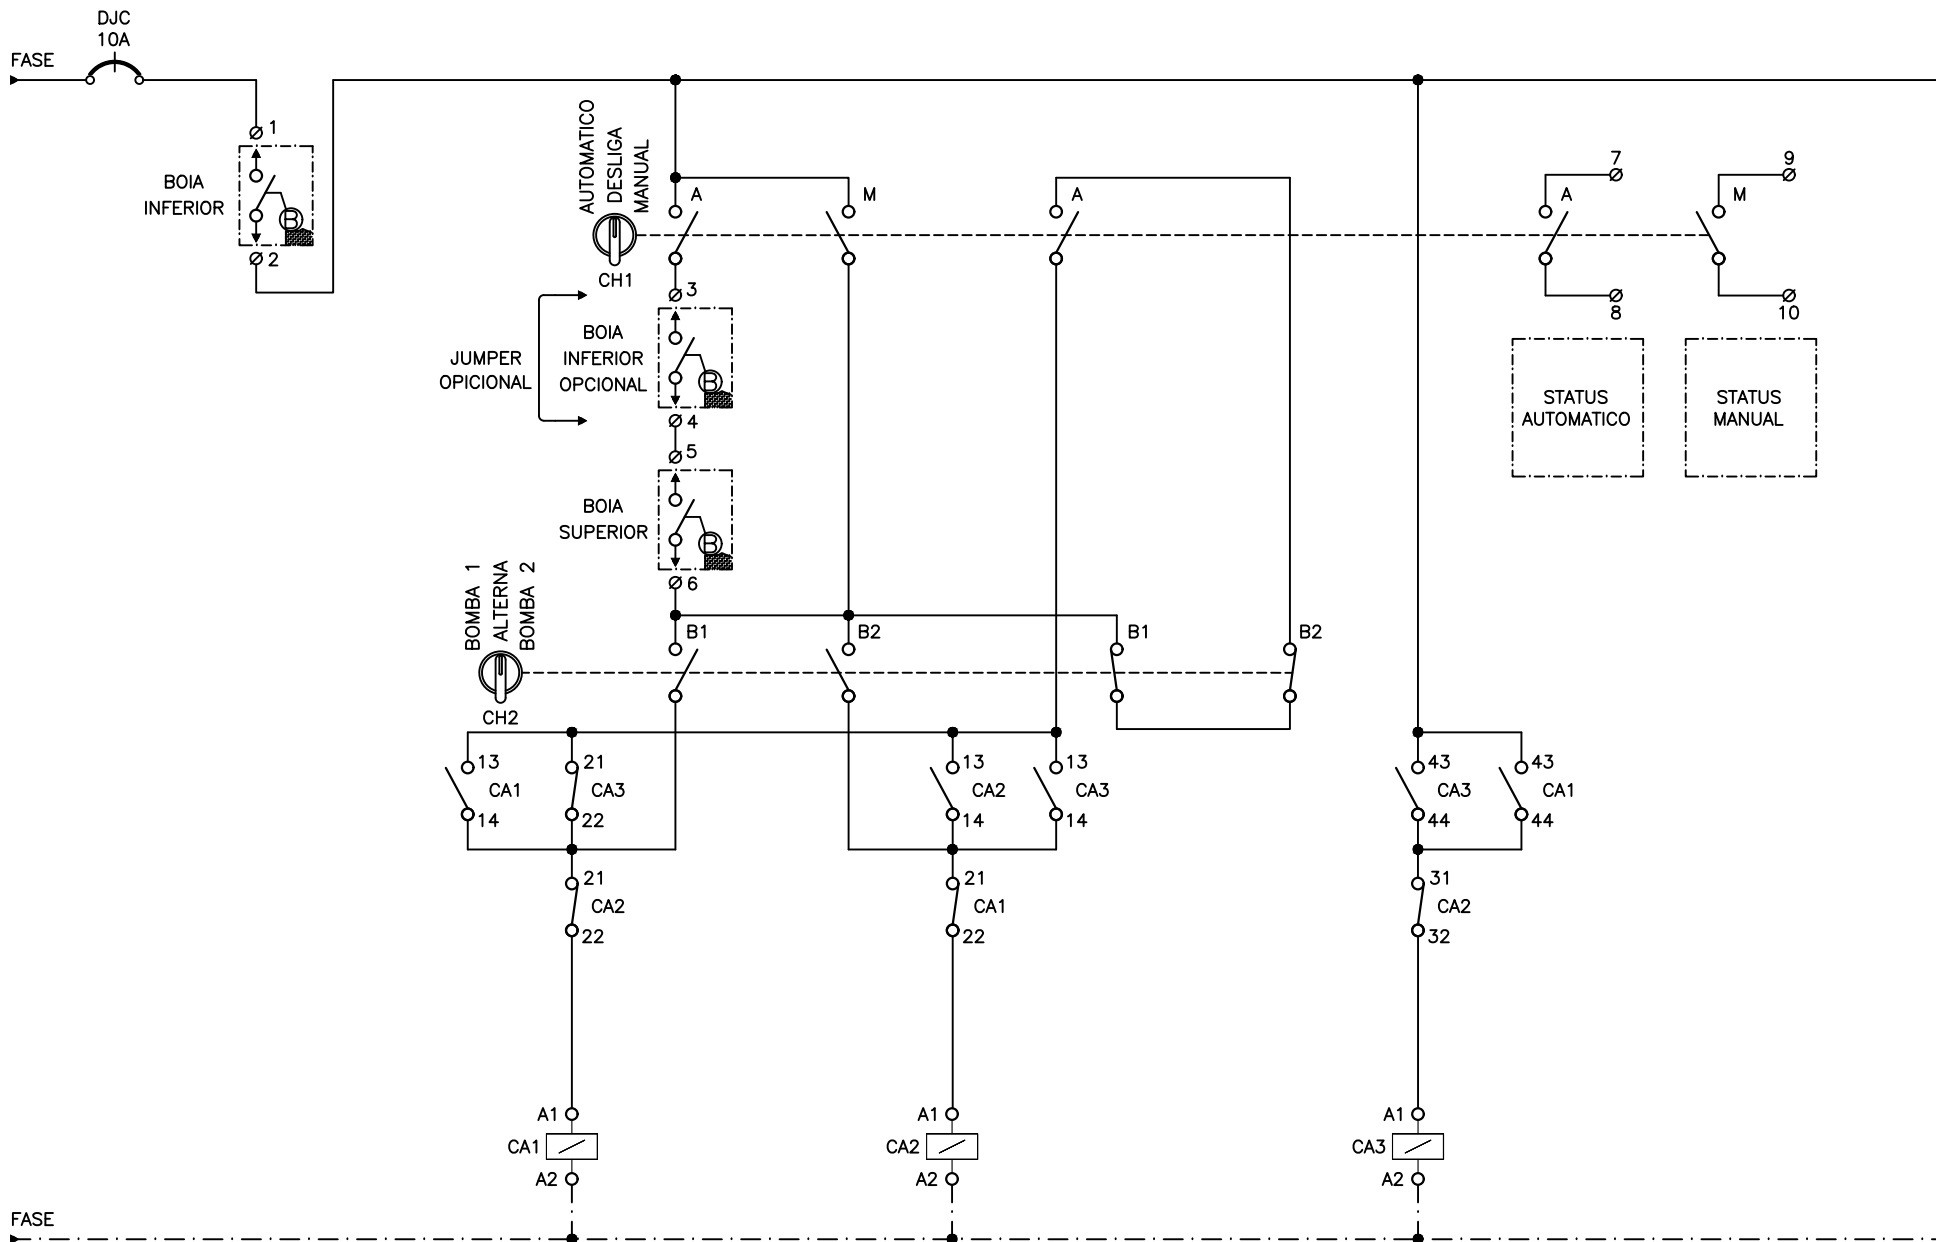 DJC
10A
FASE
1
BOIA
INFERIOR
B
2
AUTOMATICO
DESLIGA
MANUAL
CH1
A
M
A
A
7
8
M
9
10
3
JUMPER
OPICIONAL
BOIA
INFERIOR
OPCIONAL
B
4
5
STATUS
AUTOMATICO
STATUS
MANUAL
BOIA
SUPERIOR
B
6
BOMBA 1
ALTERNA
BOMBA 2
CH2
B1
B2
B1
B2
13
CA1
14
21
CA3
22
13
CA2
14
13
CA3
14
43
CA3
44
43
CA1
44
21
CA2
22
21
CA1
22
31
CA2
32
A1
CA1
A2
A1
CA2
A2
A1
CA3
A2
FASE